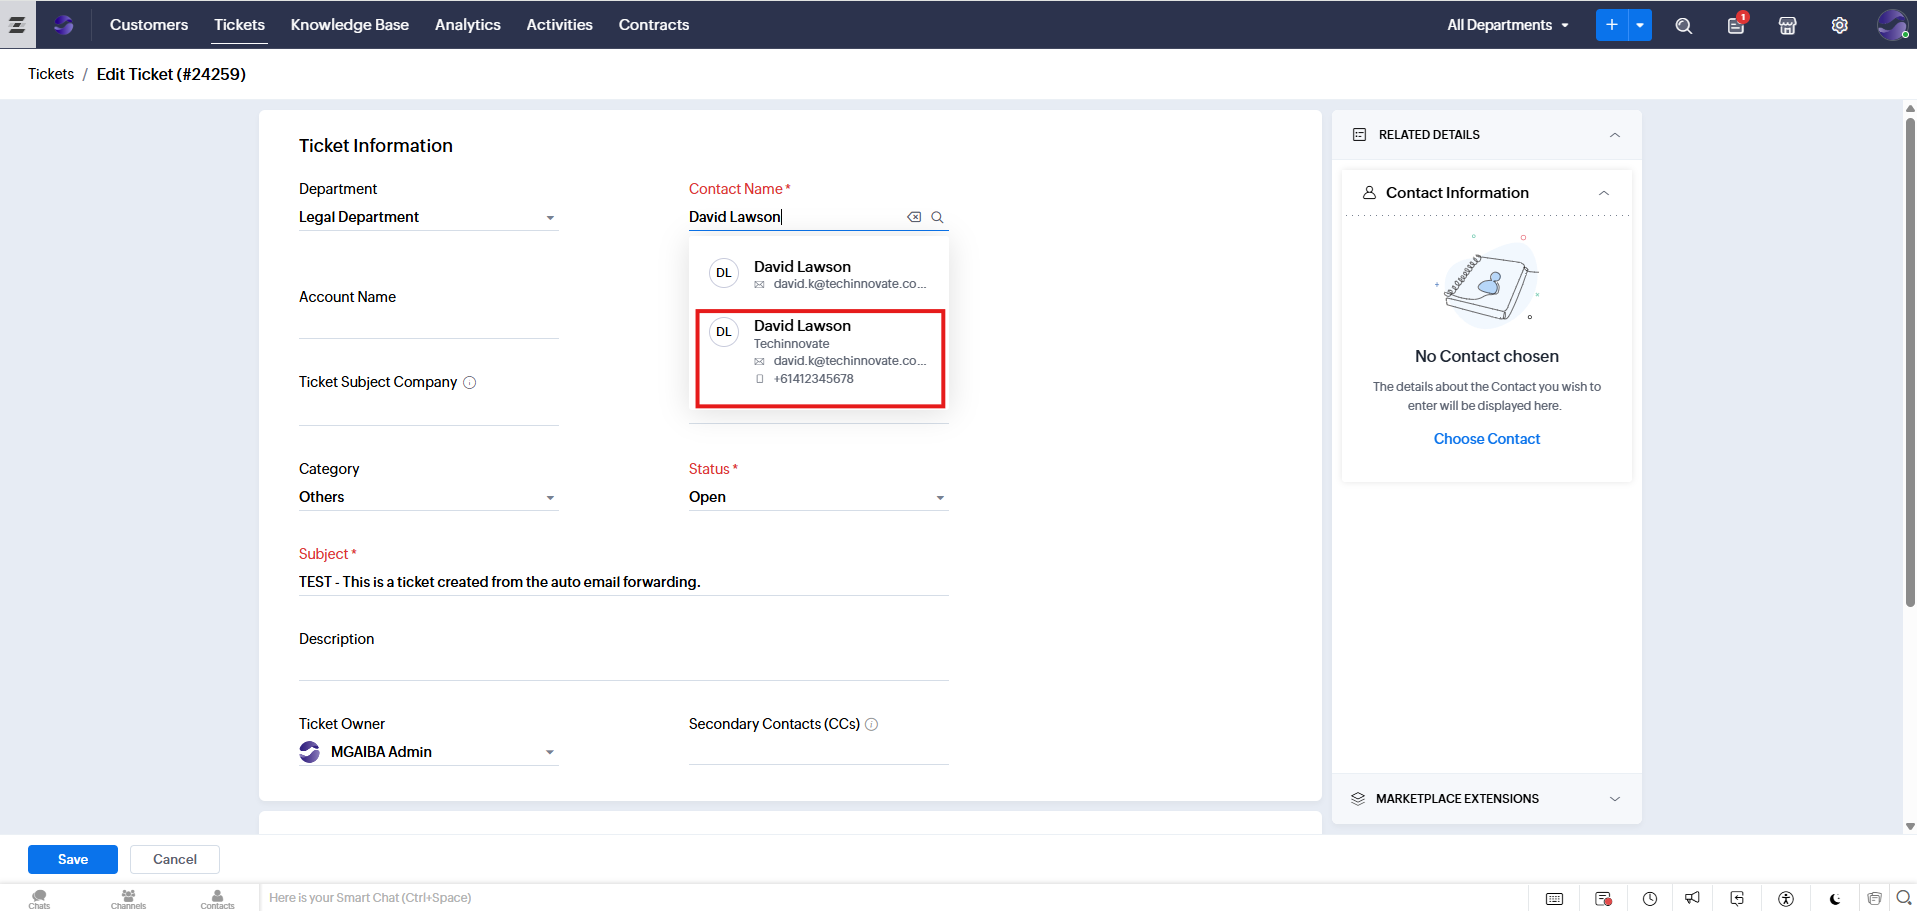 Customers Tickets Knowledge Base Analytics Activities Contracts All Departments 1
Tickets / Edit Ticket (#24259)
Ticket Information
Department
Legal Department
Contact Name *
David Lawson
DL David Lawson
david.k@techinnovate.co...
DL David Lawson
Techinnovate
david.k@techinnovate.co...
+61412345678
Account Name
Ticket Subject Company
Category
Others
Status *
Open
Subject *
TEST - This is a ticket created from the auto email forwarding.
Description
Ticket Owner
MGAIBA Admin
Secondary Contacts (CCs)
RELATED DETAILS
Contact Information
No Contact chosen
The details about the Contact you wish to
enter will be displayed here.
Choose Contact
MARKETPLACE EXTENSIONS
Save Cancel
Chats Channels Contacts Here is your Smart Chat (Ctrl+Space)